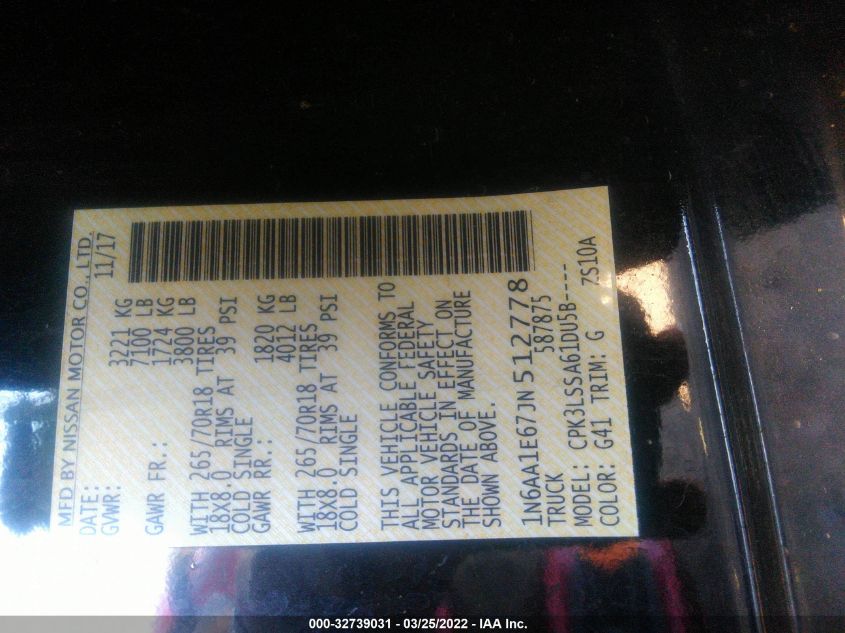 MFD BY NISSAN MOTOR CO., LTD.
DATE: 11/17
GVWR: 3221 KG
7100 LB
GAWR FR.: 1724 KG
3800 LB
WITH 265/70R18 TIRES
18X8.0 RIMS AT 39 PSI
COLD SINGLE
GAWR RR.: 1820 KG
4012 LB
WITH 265/70R18 TIRES
18X8.0 RIMS AT 39 PSI
COLD SINGLE
THIS VEHICLE CONFORMS TO
ALL APPLICABLE FEDERAL
MOTOR VEHICLE SAFETY
STANDARDS IN EFFECT ON
THE DATE OF MANUFACTURE
SHOWN ABOVE.
1N6AA1E67JN512778
TRUCK 587875
MODEL: CPK3LSSA61DU5B----
COLOR: G41 TRIM: G 7S10A
000-32739031 - 03/25/2022 - IAA Inc.